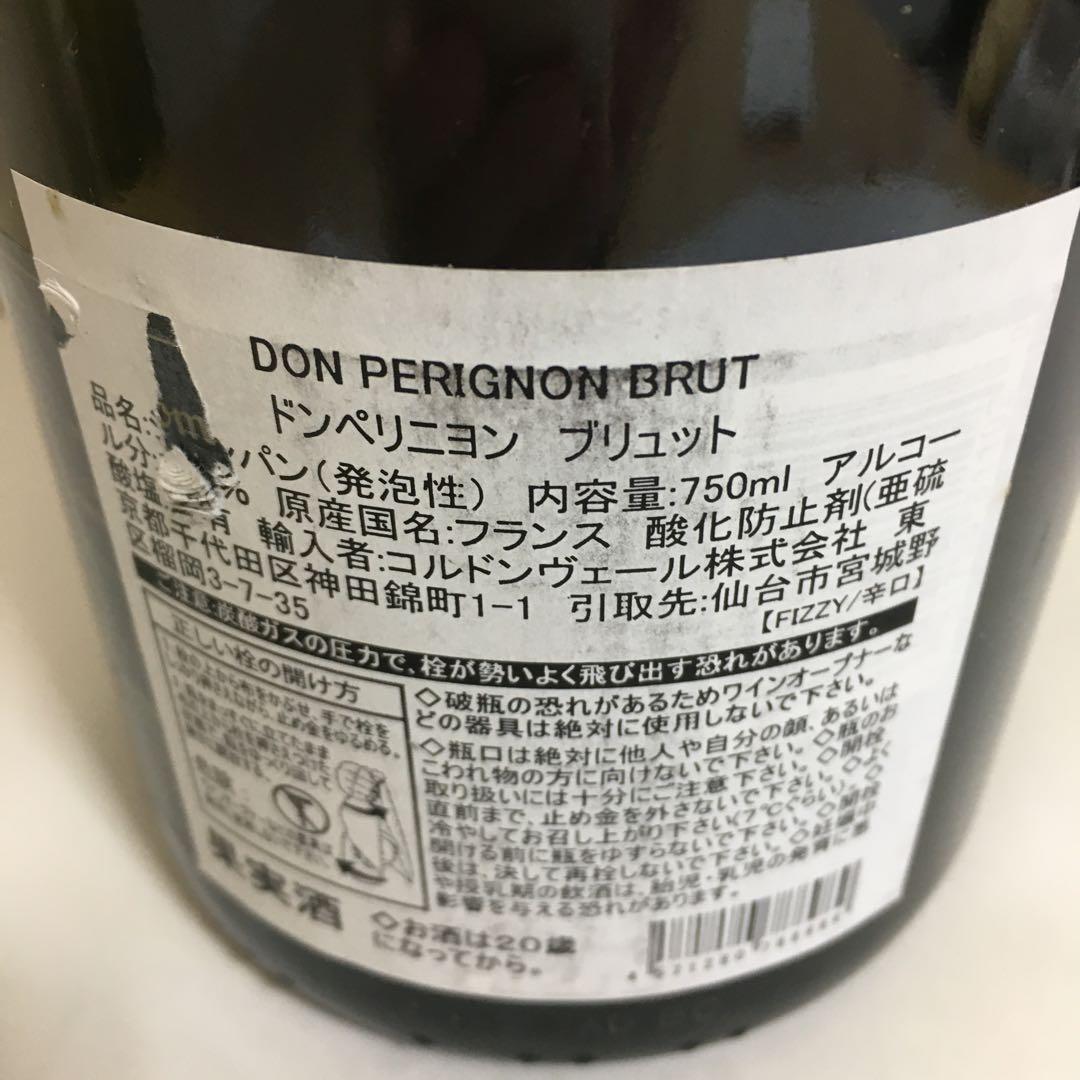 DON PERIGNON BRUT
ドンペリニヨン ブリュット
品名:
ンパン(発泡性) 内容量:750ml アルコー
ル分: % 原産国名:フランス 酸化防止剤(亜硫
酸塩 有 輸入者:コルドンヴェール株式会社 東
京都千代田区神田錦町1-1 引取先:仙台市宮城野
区榴岡3-7-35
【FIZZY/辛口】
ご注意:炭酸ガスの圧力で、栓が勢いよく飛び出す恐れがあります。
正しい栓の開け方
◇破瓶の恐れがあるためワインオープナーな
どの器具は絶対に使用しないで下さい。
◇瓶口は絶対に他人や自分の顔、あるいは
こわれ物の方に向けないで下さい。◇瓶のお
取り扱いには十分にご注意下さい。◇開栓
直前まで、止め金を外さないで下さい。◇よく
冷やしてお召し上がり下さい(7℃ぐらい)。◇
開ける前に瓶をゆすらないで下さい。◇開栓
後は、決して再栓しないで下さい。◇妊娠中
や授乳期の飲酒は、胎児・乳児の発育に悪
影響を与える恐れがあります。
果実酒
◇お酒は20歳
になってから。